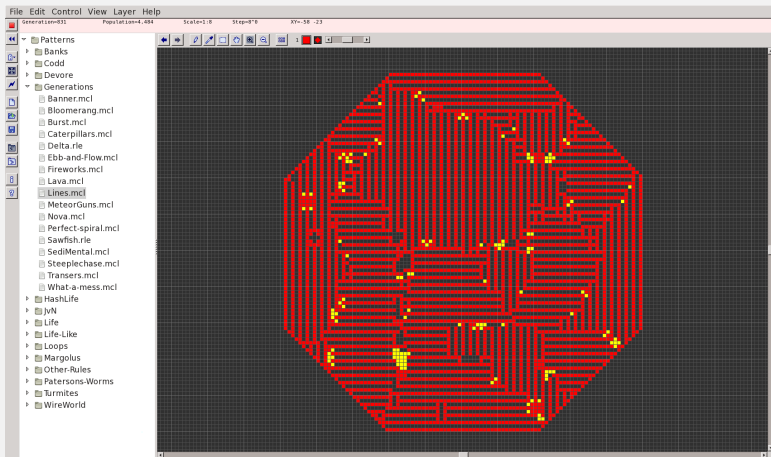 File Edit Control View Layer Help
Generation=831 Population=4,484 Scale=1:8 Step=8^0 XY=-58 -23
Patterns
Banks
Codd
Devore
Generations
Banner.mcl
Bloomerang.mcl
Burst.mcl
Caterpillars.mcl
Delta.rle
Ebb-and-Flow.mcl
Fireworks.mcl
Lava.mcl
Lines.mcl
MeteorGuns.mcl
Nova.mcl
Perfect-spiral.mcl
Sawfish.rle
SediMental.mcl
Steeplechase.mcl
Transers.mcl
What-a-mess.mcl
HashLife
JvN
Life
Life-Like
Loops
Margolus
Other-Rules
Patersons-Worms
Turmites
WireWorld
1